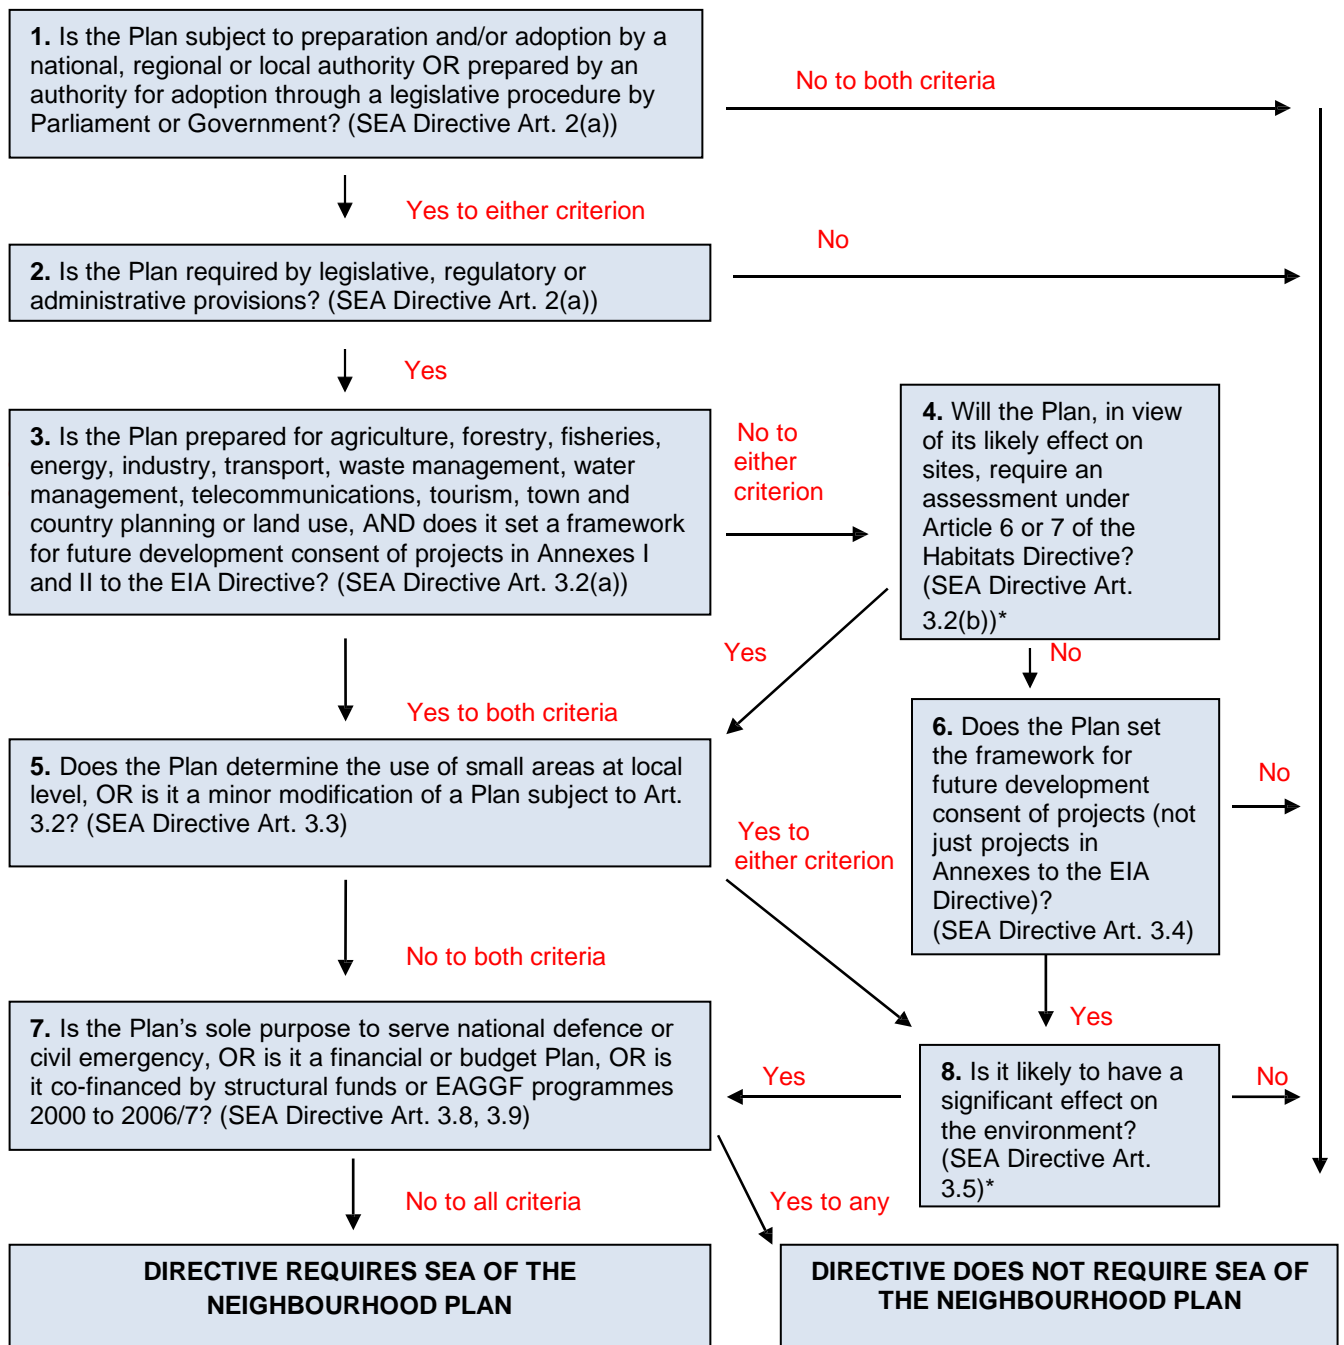 1. Is the Plan subject to preparation and/or adoption by a
national, regional or local authority OR prepared by an
authority for adoption through a legislative procedure by
Parliament or Government? (SEA Directive Art. 2(a))
No to both criteria
Yes to either criterion
2. Is the Plan required by legislative, regulatory or
administrative provisions? (SEA Directive Art. 2(a))
No
Yes
3. Is the Plan prepared for agriculture, forestry, fisheries,
energy, industry, transport, waste management, water
management, telecommunications, tourism, town and
country planning or land use, AND does it set a framework
for future development consent of projects in Annexes I
and II to the EIA Directive? (SEA Directive Art. 3.2(a))
No to
either
criterion
4. Will the Plan, in view
of its likely effect on
sites, require an
assessment under
Article 6 or 7 of the
Habitats Directive?
(SEA Directive Art.
3.2(b))*
Yes
No
Yes to both criteria
5. Does the Plan determine the use of small areas at local
level, OR is it a minor modification of a Plan subject to Art.
3.2? (SEA Directive Art. 3.3)
Yes to
either criterion
6. Does the Plan set
the framework for
future development
consent of projects (not
just projects in
Annexes to the EIA
Directive)?
(SEA Directive Art. 3.4)
No
No to both criteria
Yes
7. Is the Plan’s sole purpose to serve national defence or
civil emergency, OR is it a financial or budget Plan, OR is
it co-financed by structural funds or EAGGF programmes
2000 to 2006/7? (SEA Directive Art. 3.8, 3.9)
Yes
8. Is it likely to have a
significant effect on
the environment?
(SEA Directive Art.
3.5)*
No
No to all criteria
Yes to any
DIRECTIVE REQUIRES SEA OF THE
NEIGHBOURHOOD PLAN
DIRECTIVE DOES NOT REQUIRE SEA OF
THE NEIGHBOURHOOD PLAN